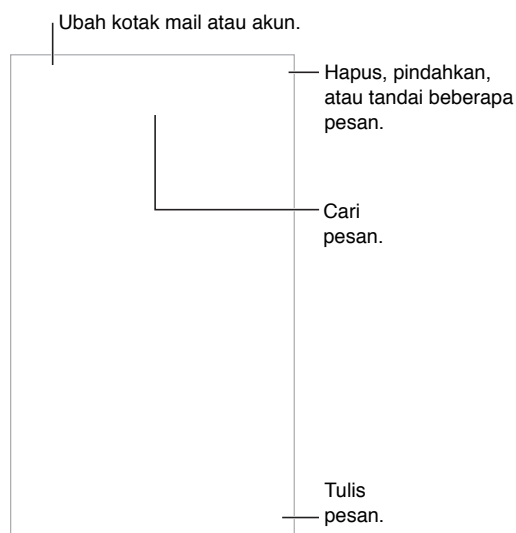 Ubah kotak mail atau akun.
Hapus, pindahkan,
atau tandai beberapa
pesan.
Cari
pesan.
Tulis
pesan.